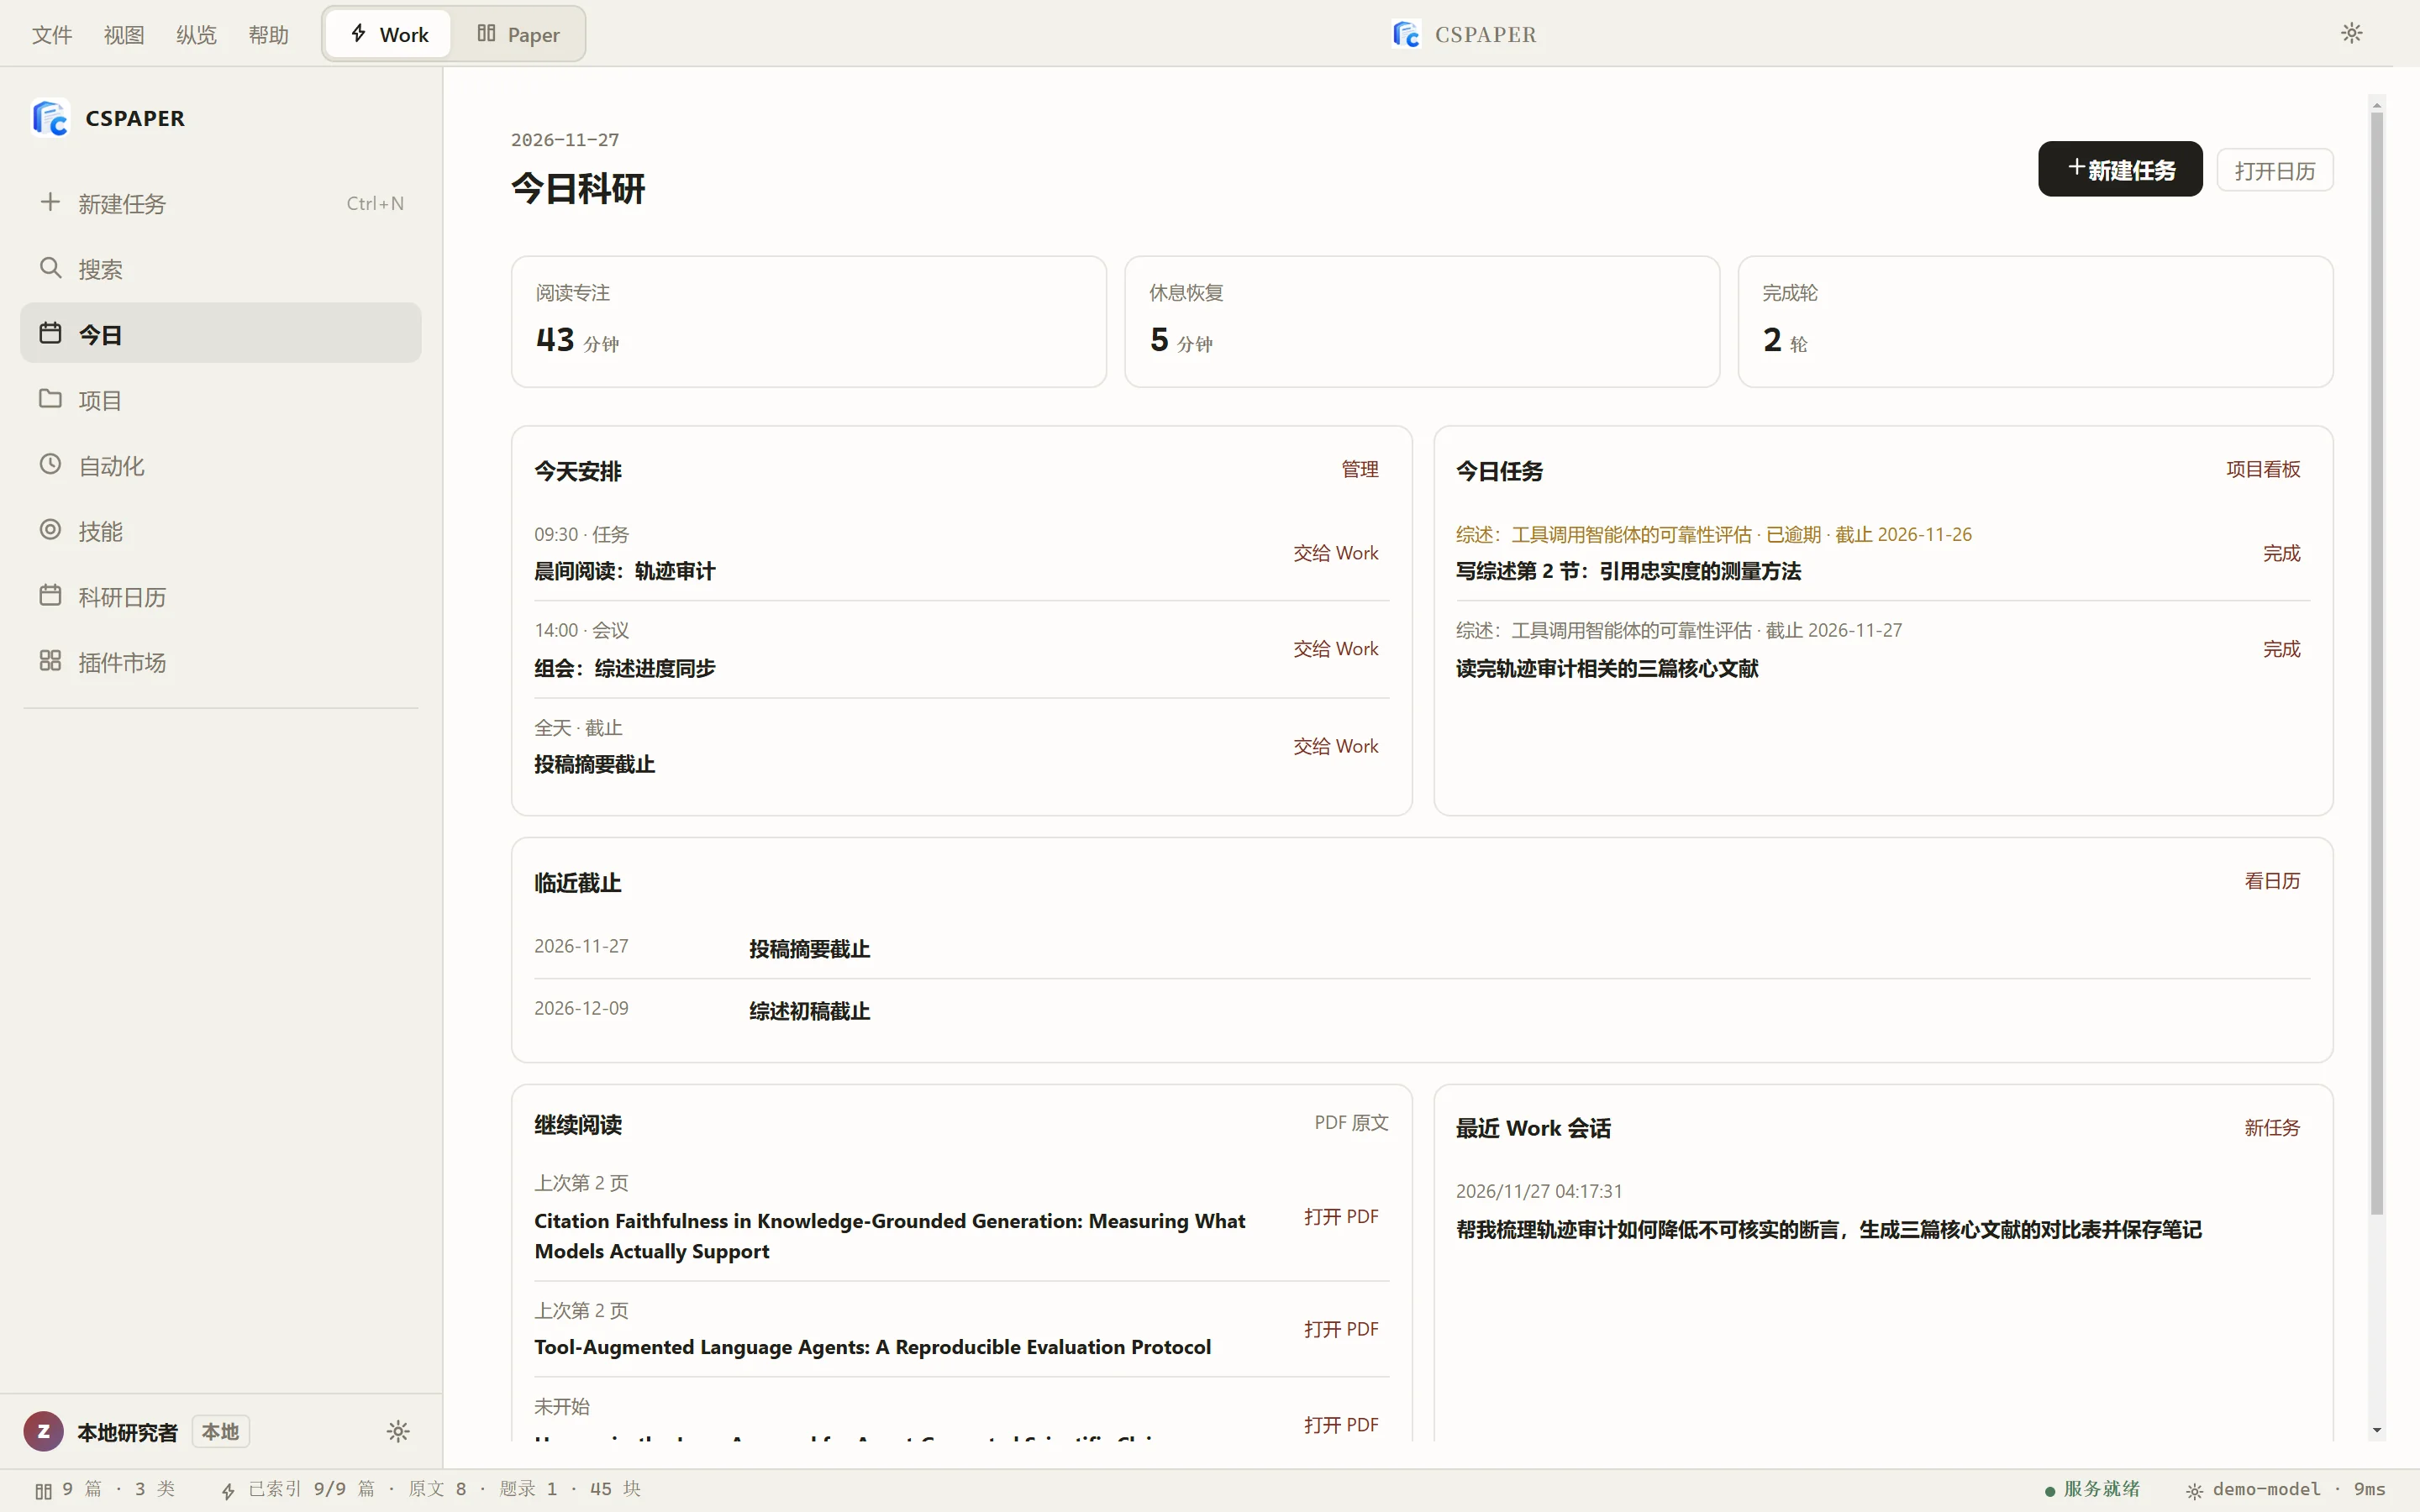 文件 视图 纵览 帮助 Work Paper CSPAPER
CSPAPER
新建任务 Ctrl+N
搜索
今日
项目
自动化
技能
科研日历
插件市场
本地研究者 本地
Z
2026-11-27
今日科研
+新建任务 打开日历
阅读专注
43 分钟
休息恢复
5 分钟
完成轮
2 轮
今天安排 管理
09:30 · 任务
晨间阅读：轨迹审计
交给 Work
14:00 · 会议
组会：综述进度同步
交给 Work
全天 · 截止
投稿摘要截止
交给 Work
今日任务 项目看板
综述：工具调用智能体的可靠性评估 · 已逾期 · 截止 2026-11-26
写综述第 2 节：引用忠实度的测量方法
完成
综述：工具调用智能体的可靠性评估 · 截止 2026-11-27
读完轨迹审计相关的三篇核心文献
完成
临近截止 看日历
2026-11-27 投稿摘要截止
2026-12-09 综述初稿截止
继续阅读 PDF 原文
上次第 2 页
Citation Faithfulness in Knowledge-Grounded Generation: Measuring What
Models Actually Support
打开 PDF
上次第 2 页
Tool-Augmented Language Agents: A Reproducible Evaluation Protocol
打开 PDF
未开始
打开 PDF
最近 Work 会话 新任务
2026/11/27 04:17:31
帮我梳理轨迹审计如何降低不可核实的断言，生成三篇核心文献的对比表并保存笔记
9 篇 · 3 类 已索引 9/9 篇 · 原文 8 · 题录 1 · 45 块
服务就绪 demo-model · 9ms